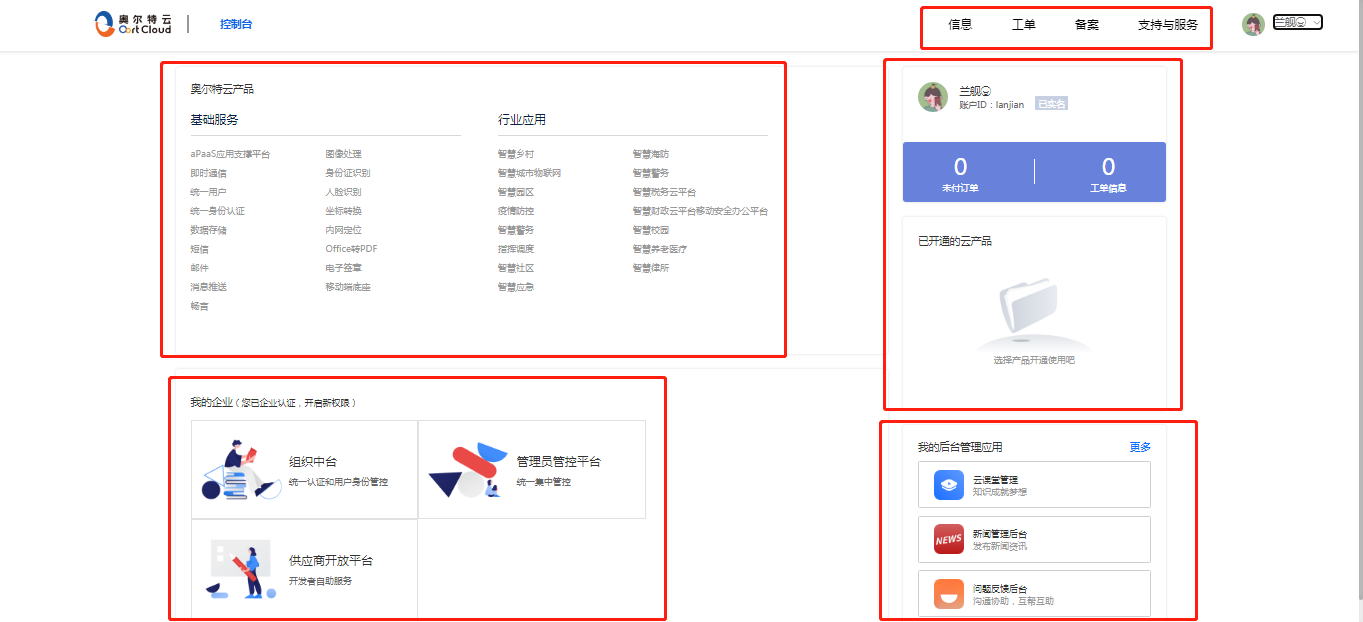 奥尔特云
Oort Cloud
控制台
信息
工单
备案
支持与服务
兰舰
奥尔特云产品
基础服务
行业应用
aPaaS应用支撑平台
图像处理
智慧乡村
智慧海防
即时通信
身份证识别
智慧城市物联网
智慧警务
统一用户
人脸识别
智慧园区
智慧税务云平台
统一身份认证
坐标转换
疫情防控
智慧财政云平台移动安全办公平台
数据存储
内网定位
智慧警务
智慧校园
短信
Office转PDF
指挥调度
智慧养老医疗
邮件
电子签章
智慧社区
智慧律所
消息推送
移动端底座
智慧应急
畅言
兰舰
账户ID：lanjian
已实名
0
未付订单
0
工单信息
已开通的云产品
选择产品开通使用吧
我的企业（您已企业认证，开启新权限）
组织中台
统一认证和用户身份管控
管理员管控平台
统一集中管控
供应商开放平台
开发者自助服务
我的后台管理应用
更多
云课堂管理
知识成就梦想
NEWS
新闻管理后台
发布新闻资讯
问题反馈后台
沟通协助，互帮互助